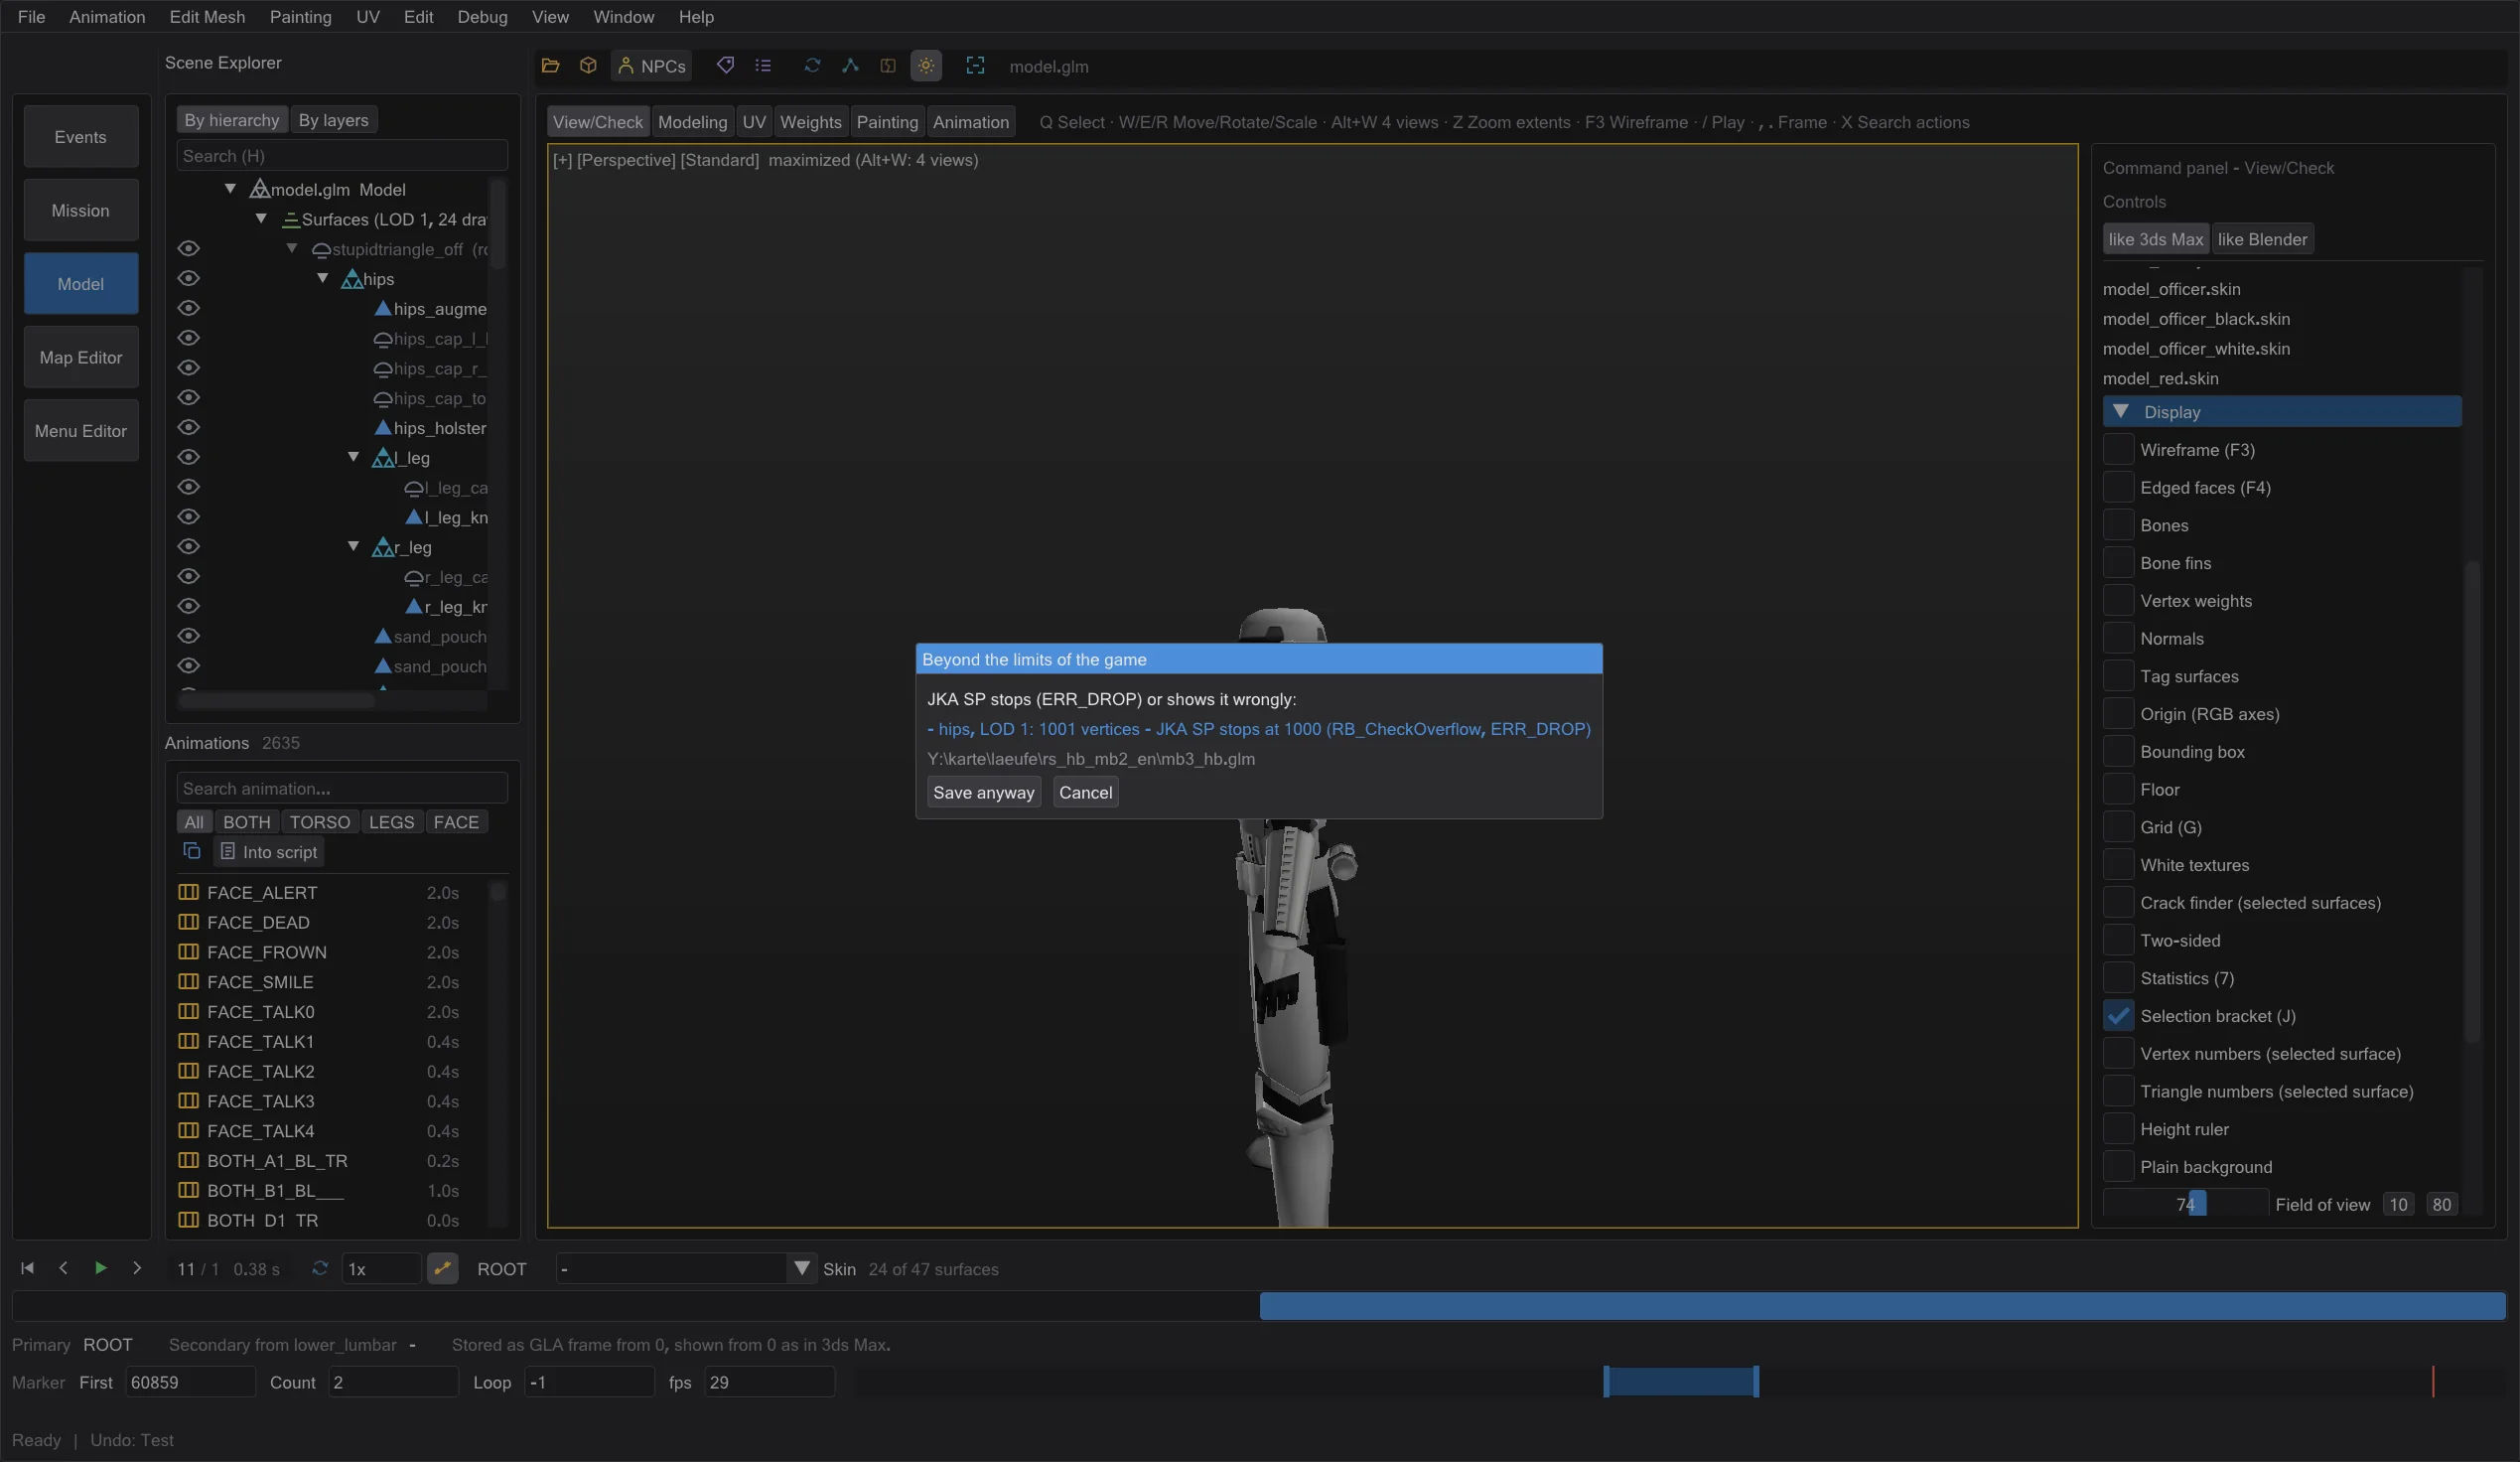 File Animation Edit Mesh Painting UV Edit Debug View Window Help
Scene Explorer
NPCs
model.glm
Events
Mission
Model
Map Editor
Menu Editor
By hierarchy By layers
Search (H)
model.glm Model
Surfaces (LOD 1, 24 dra
stupidtriangle_off (ro
hips
hips_augme
hips_cap_l_
hips_cap_r_
hips_cap_to
hips_holster
l_leg
l_leg_ca
l_leg_kn
r_leg
r_leg_ca
r_leg_kn
sand_pouch
sand_pouch
Animations 2635
Search animation...
All BOTH TORSO LEGS FACE
Into script
FACE_ALERT 2.0s
FACE_DEAD 2.0s
FACE_FROWN 2.0s
FACE_SMILE 2.0s
FACE_TALK0 2.0s
FACE_TALK1 0.4s
FACE_TALK2 0.4s
FACE_TALK3 0.4s
FACE_TALK4 0.4s
BOTH_A1_BL_TR 0.2s
BOTH_B1_BL___ 1.0s
BOTH_D1_TR 0.0s
View/Check Modeling UV Weights Painting Animation Q Select · W/E/R Move/Rotate/Scale · Alt+W 4 views · Z Zoom extents · F3 Wireframe · / Play · , . Frame · X Search actions
[+] [Perspective] [Standard] maximized (Alt+W: 4 views)
Beyond the limits of the game
JKA SP stops (ERR_DROP) or shows it wrongly:
- hips, LOD 1: 1001 vertices - JKA SP stops at 1000 (RB_CheckOverflow, ERR_DROP)
Y:\karte\laeufe\rs_hb_mb2_en\mb3_hb.glm
Save anyway Cancel
Command panel - View/Check
Controls
like 3ds Max like Blender
model_officer.skin
model_officer_black.skin
model_officer_white.skin
model_red.skin
Display
Wireframe (F3)
Edged faces (F4)
Bones
Bone fins
Vertex weights
Normals
Tag surfaces
Origin (RGB axes)
Bounding box
Floor
Grid (G)
White textures
Crack finder (selected surfaces)
Two-sided
Statistics (7)
Selection bracket (J)
Vertex numbers (selected surface)
Triangle numbers (selected surface)
Height ruler
Plain background
74 Field of view 10 80
11 / 1 0.38 s 1x ROOT - Skin 24 of 47 surfaces
Primary ROOT Secondary from lower_lumbar - Stored as GLA frame from 0, shown from 0 as in 3ds Max.
Marker First 60859 Count 2 Loop -1 fps 29
Ready | Undo: Test